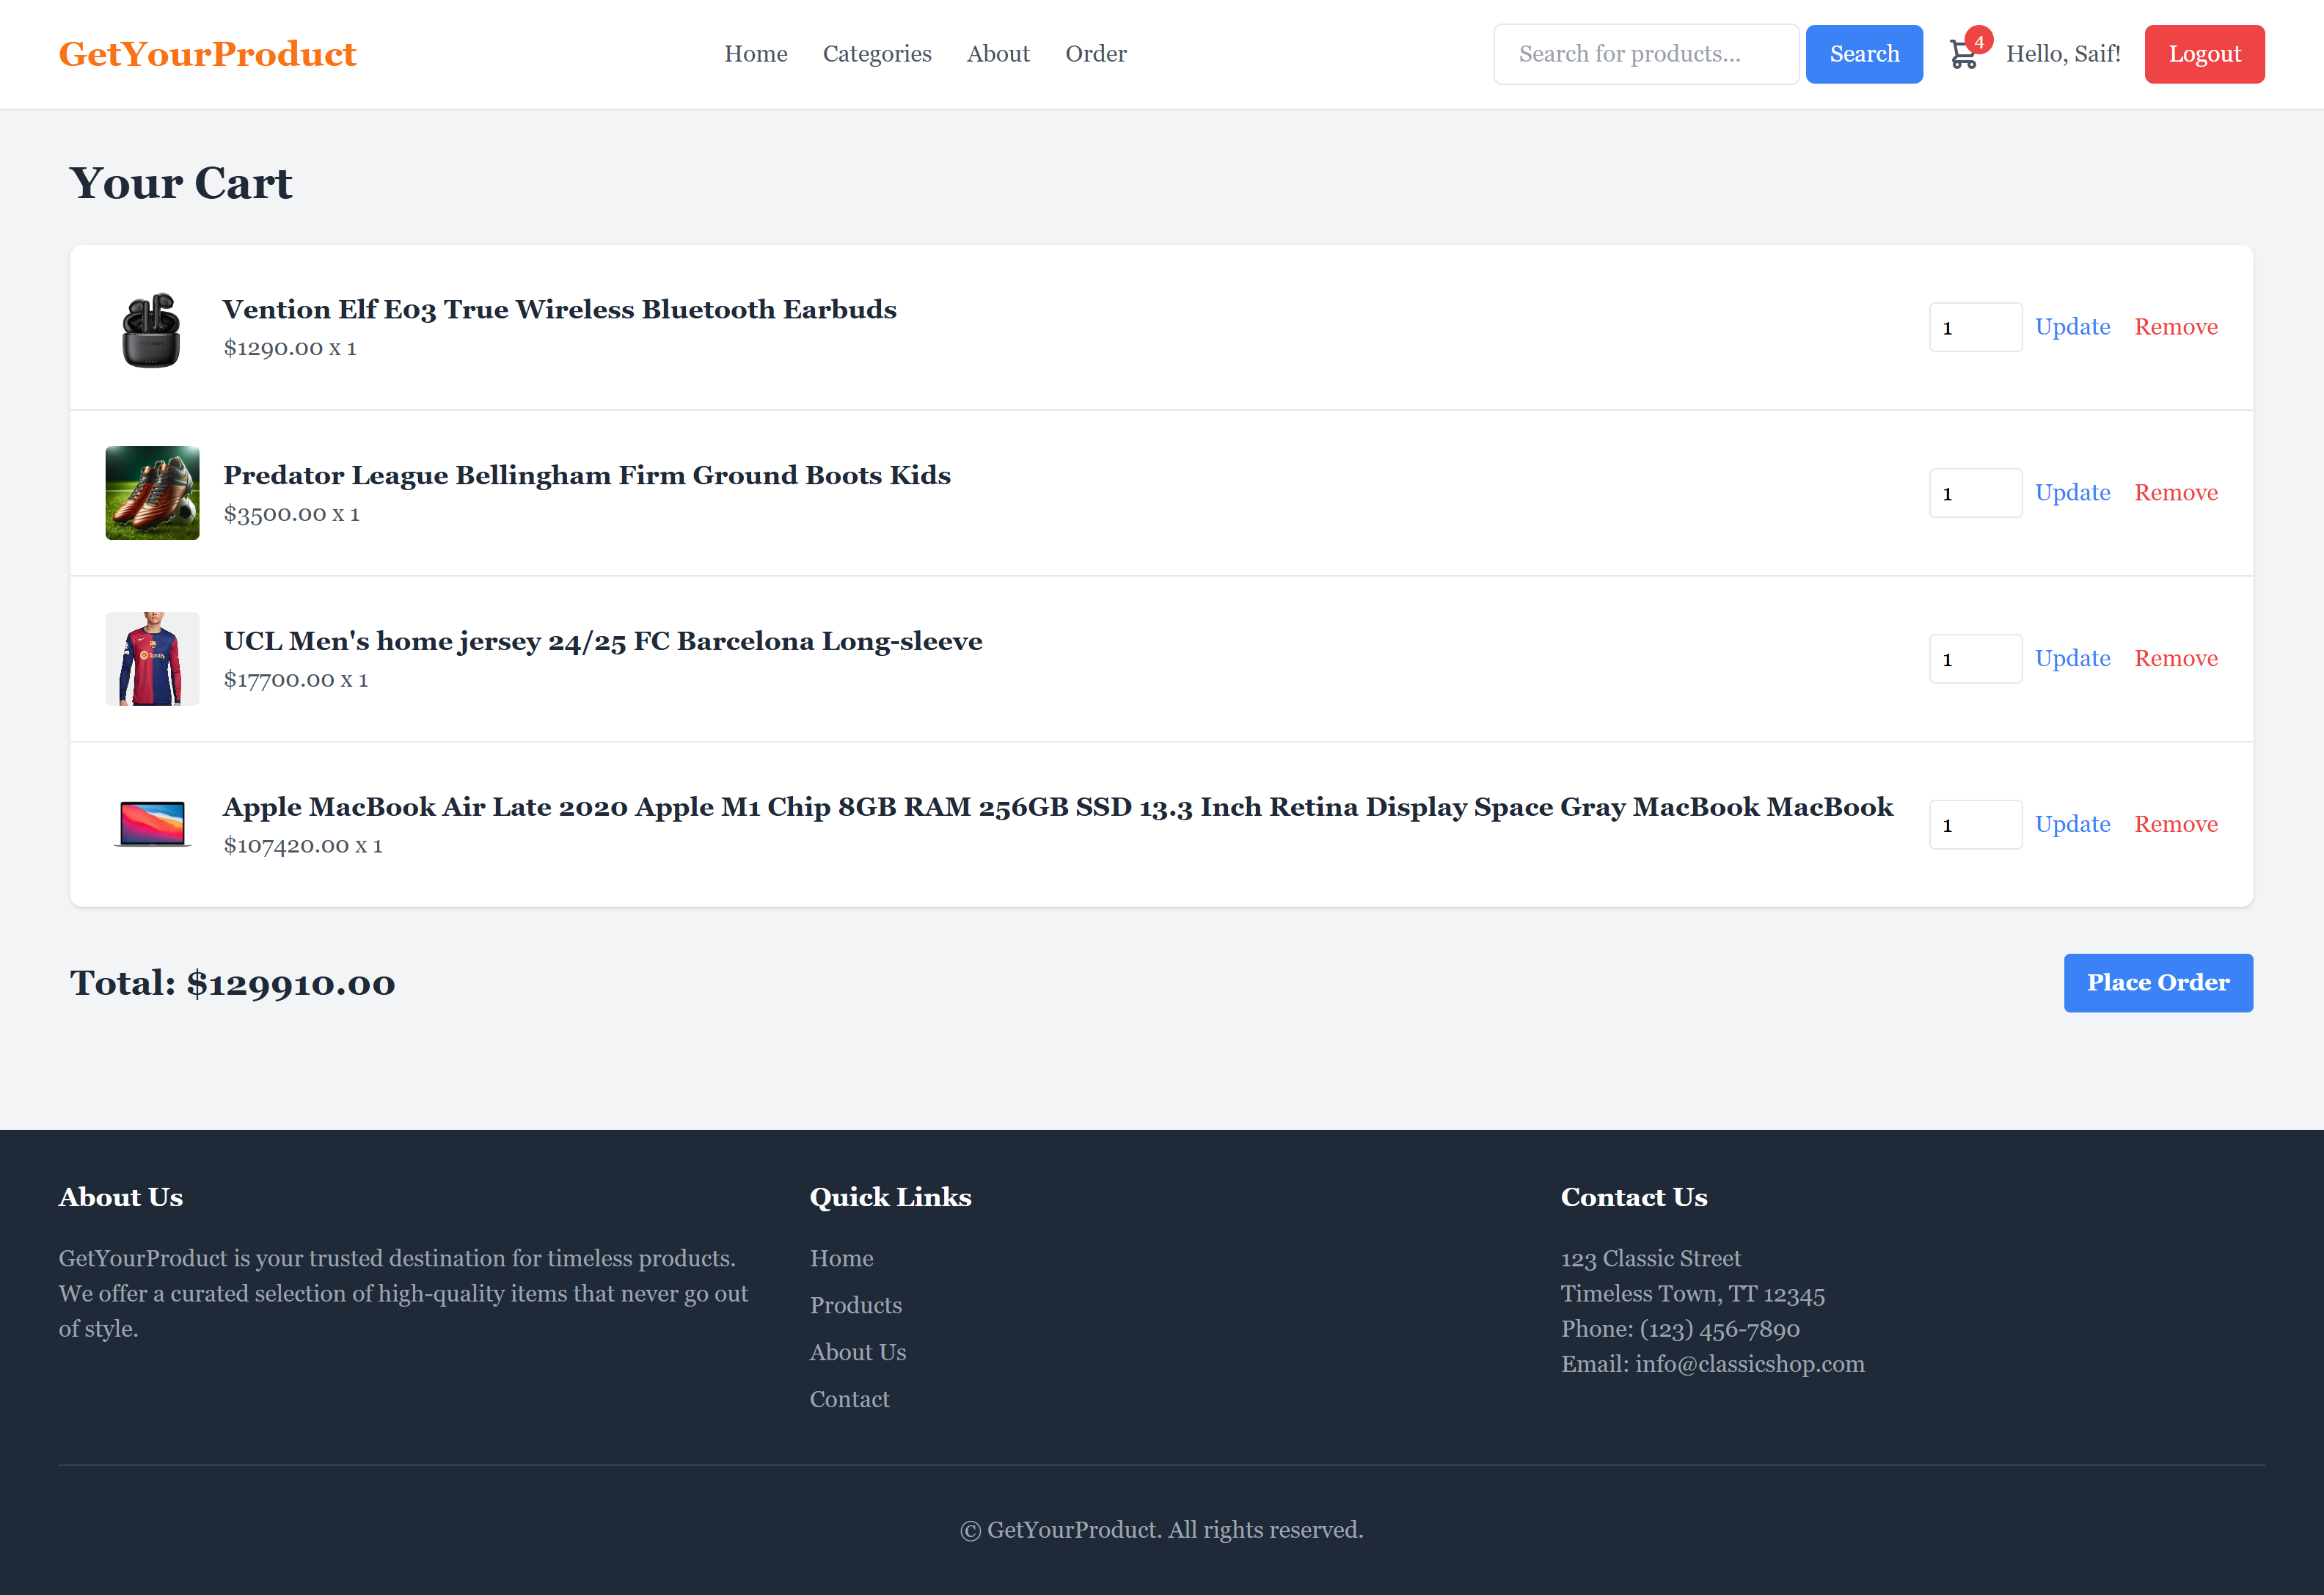 GetYourProduct
Home Categories About Order
Search for products... Search 4 Hello, Saif! Logout
Your Cart
Vention Elf E03 True Wireless Bluetooth Earbuds
$1290.00 x 1
1 Update Remove
Predator League Bellingham Firm Ground Boots Kids
$3500.00 x 1
1 Update Remove
UCL Men's home jersey 24/25 FC Barcelona Long-sleeve
$17700.00 x 1
1 Update Remove
Apple MacBook Air Late 2020 Apple M1 Chip 8GB RAM 256GB SSD 13.3 Inch Retina Display Space Gray MacBook MacBook
$107420.00 x 1
1 Update Remove
Total: $129910.00
Place Order
About Us
GetYourProduct is your trusted destination for timeless products.
We offer a curated selection of high-quality items that never go out
of style.
Quick Links
Home
Products
About Us
Contact
Contact Us
123 Classic Street
Timeless Town, TT 12345
Phone: (123) 456-7890
Email: info@classicshop.com
© GetYourProduct. All rights reserved.